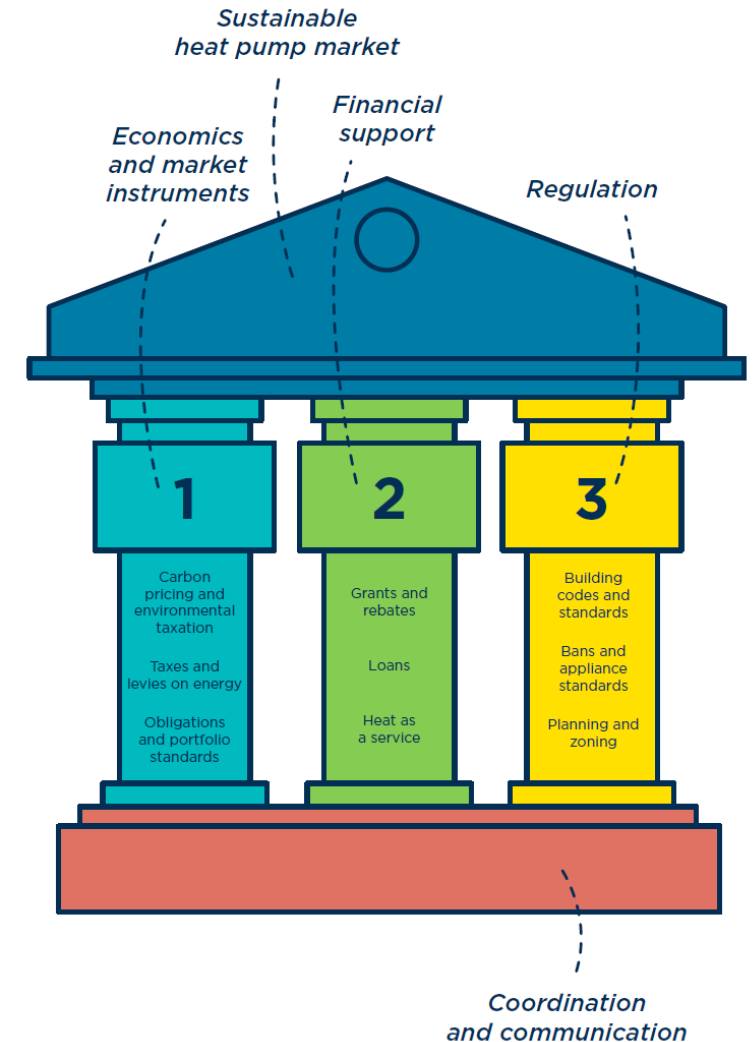 Sustainable
heat pump market
Financial
support
Economics
and market
instruments
Regulation
1
2
3
Carbon
pricing and
environmental
taxation
Taxes and
levies on energy
Obligations
and portfolio
standards
Grants and
rebates
Loans
Heat as
a service
Building
codes and
standards
Bans and
appliance
standards
Planning and
zoning
Coordination
and communication